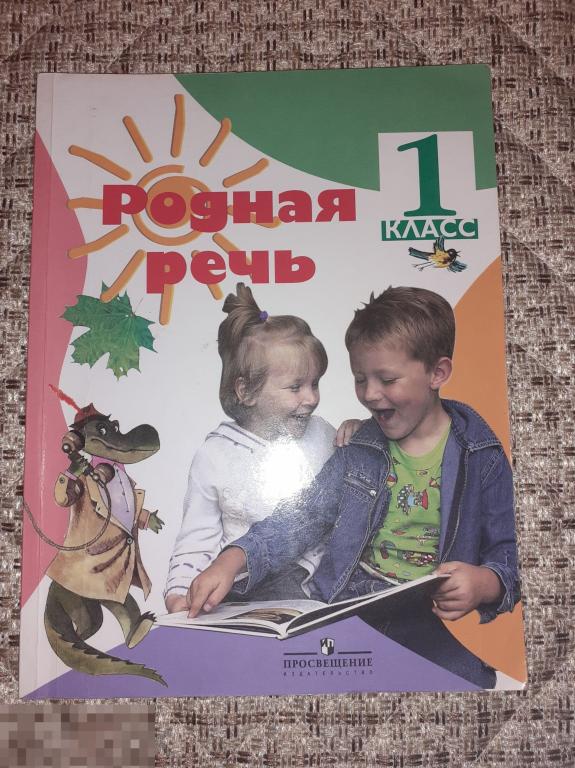 Родная
речь
1
КЛАСС
ПРОСВЕЩЕНИЕ
ИЗДАТЕЛЬСТВО